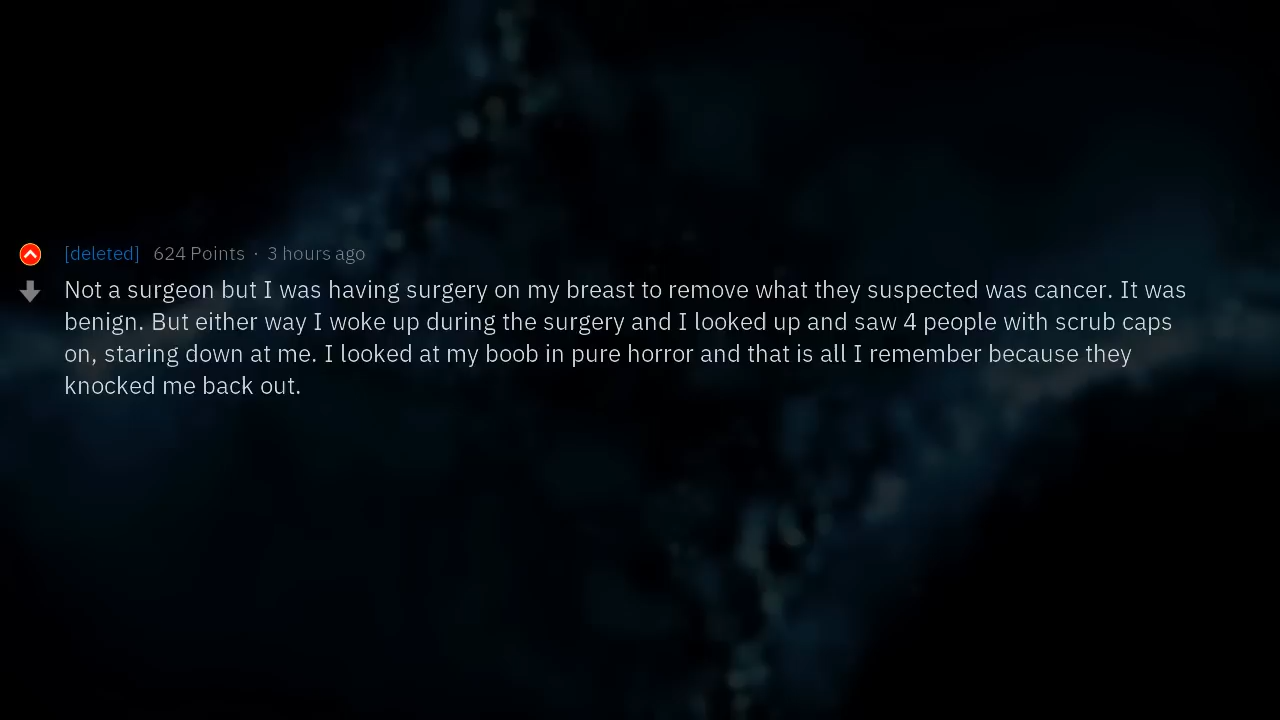 [deleted] 624 Points · 3 hours ago
Not a surgeon but I was having surgery on my breast to remove what they suspected was cancer. It was
benign. But either way I woke up during the surgery and I looked up and saw 4 people with scrub caps
on, staring down at me. I looked at my boob in pure horror and that is all I remember because they
knocked me back out.